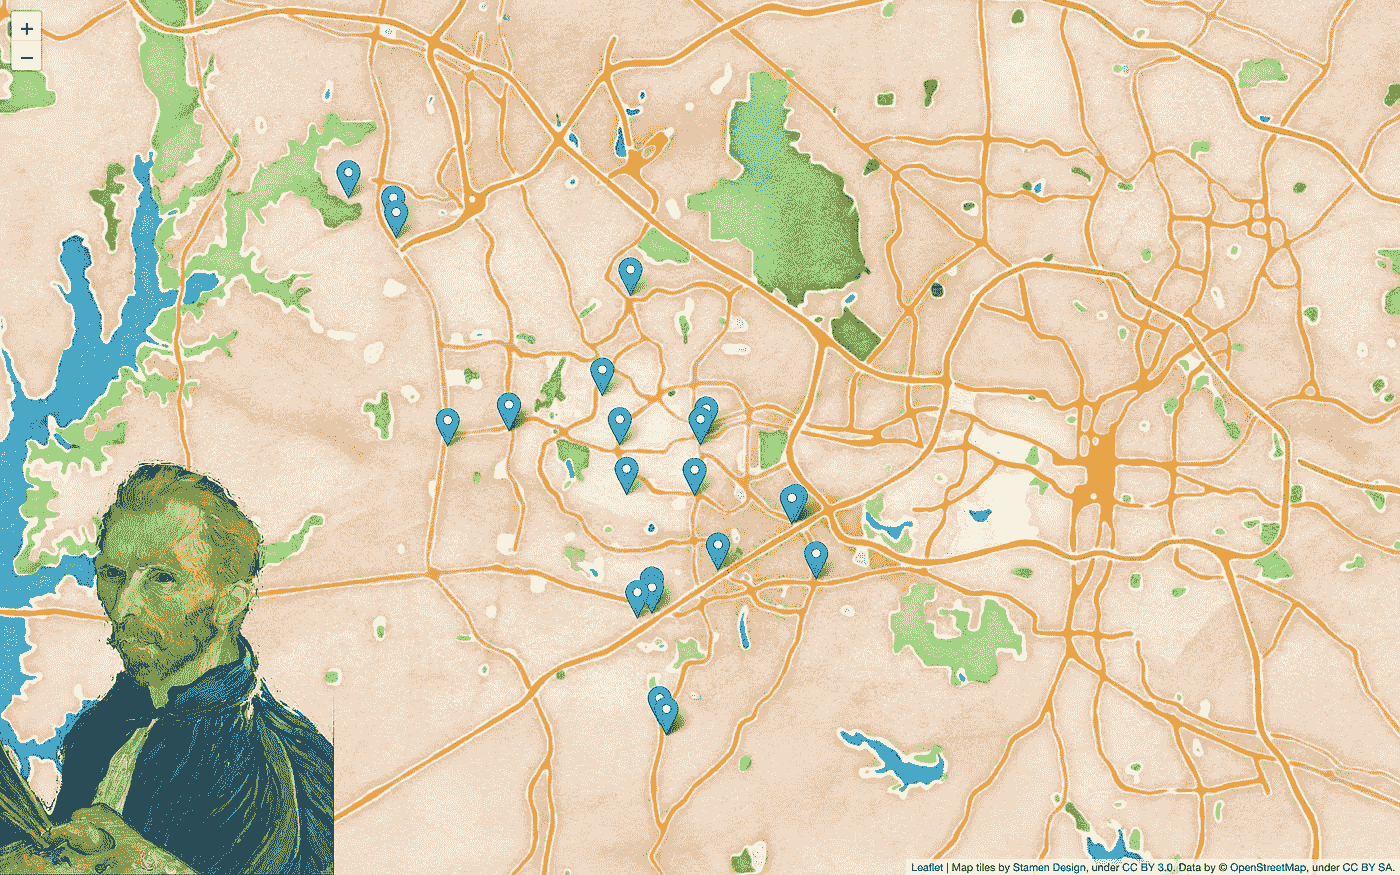 +
−
Leaflet | Map tiles by Stamen Design, under CC BY 3.0. Data by © OpenStreetMap, under CC BY SA.